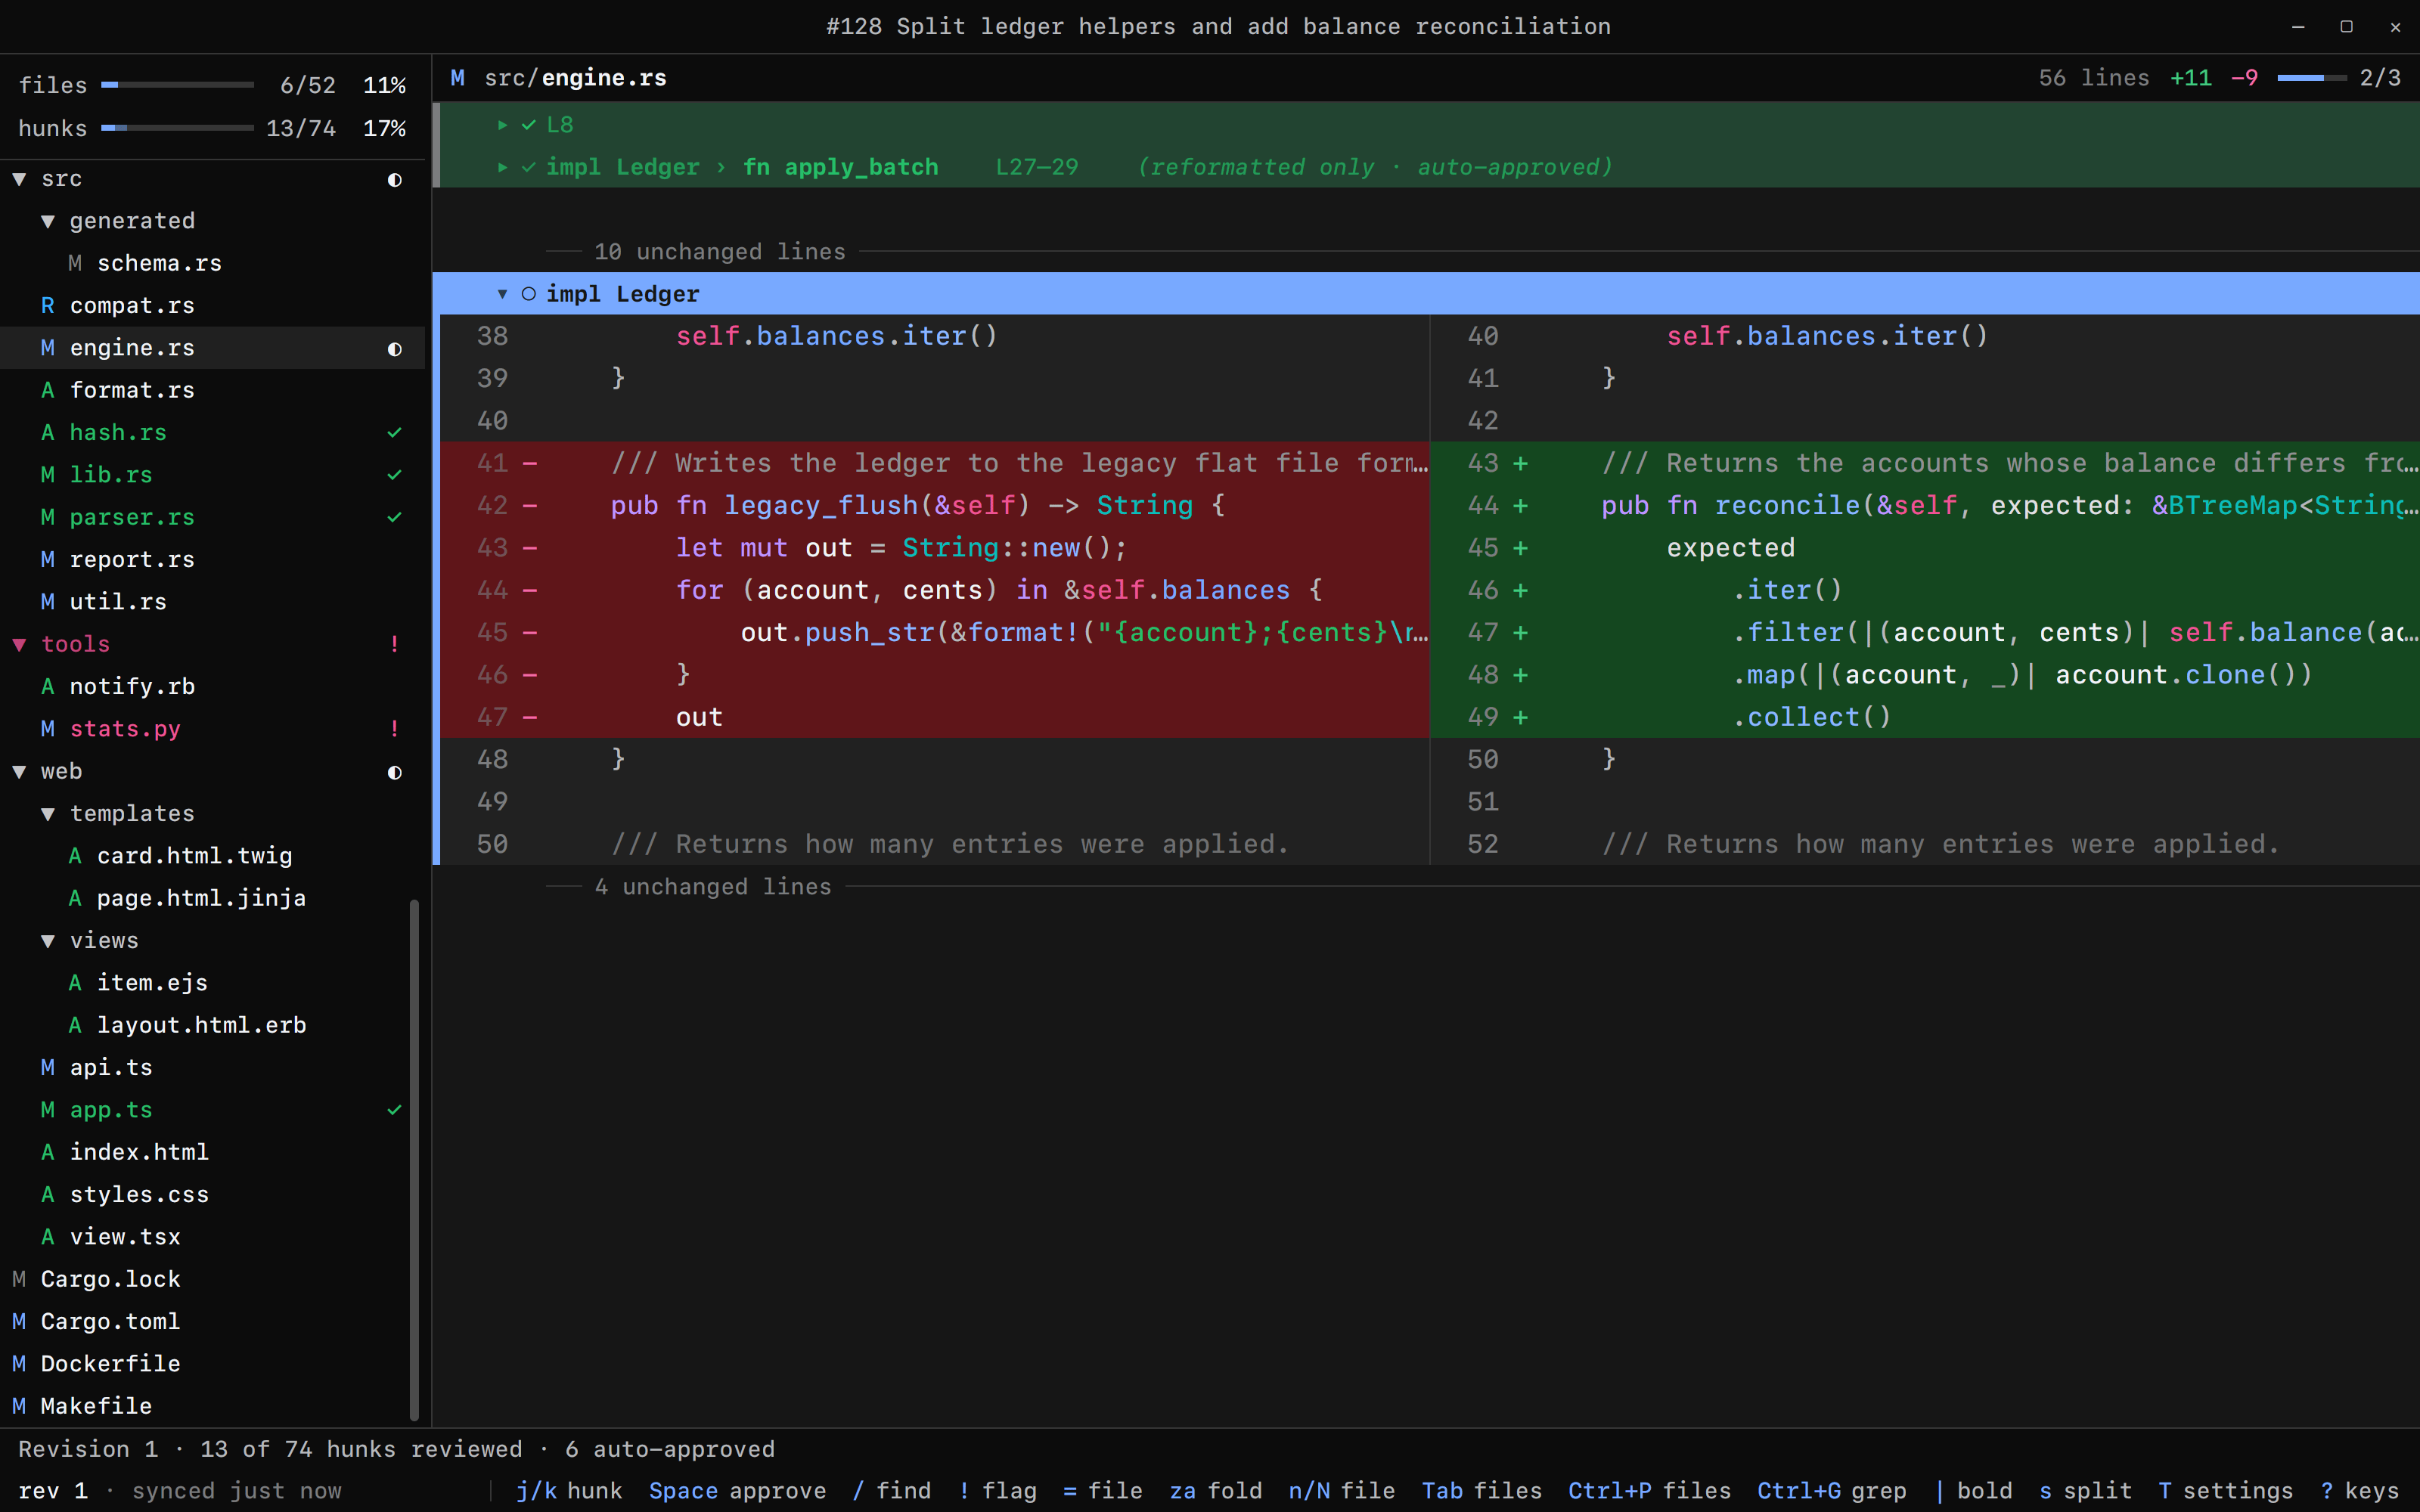 #128 Split ledger helpers and add balance reconciliation
files 6/52 11%
hunks 13/74 17%
▼ src
▼ generated
M schema.rs
R compat.rs
M engine.rs
A format.rs
A hash.rs ✓
M lib.rs ✓
M parser.rs ✓
M report.rs
M util.rs
▼ tools !
A notify.rb
M stats.py !
▼ web
▼ templates
A card.html.twig
A page.html.jinja
▼ views
A item.ejs
A layout.html.erb
M api.ts
M app.ts ✓
A index.html
A styles.css
A view.tsx
M Cargo.lock
M Cargo.toml
M Dockerfile
M Makefile
M src/engine.rs 56 lines +11 −9 2/3
▶ ✓ L8
▶ ✓ impl Ledger › fn apply_batch L27–29 (reformatted only · auto-approved)
10 unchanged lines
▼ ○ impl Ledger
38 self.balances.iter()
39 }
40
41 − /// Writes the ledger to the legacy flat file form…
42 − pub fn legacy_flush(&self) -> String {
43 − let mut out = String::new();
44 − for (account, cents) in &self.balances {
45 − out.push_str(&format!("{account};{cents}\n…
46 − }
47 − out
48 }
49
50 /// Returns how many entries were applied.
40 self.balances.iter()
41 }
42
43 + /// Returns the accounts whose balance differs fro…
44 + pub fn reconcile(&self, expected: &BTreeMap<String…
45 + expected
46 + .iter()
47 + .filter(|(account, cents)| self.balance(ac…
48 + .map(|(account, _)| account.clone())
49 + .collect()
50 }
51
52 /// Returns how many entries were applied.
4 unchanged lines
Revision 1 · 13 of 74 hunks reviewed · 6 auto-approved
rev 1 · synced just now
j/k hunk Space approve / find ! flag = file za fold n/N file Tab files Ctrl+P files Ctrl+G grep | bold s split T settings ? keys